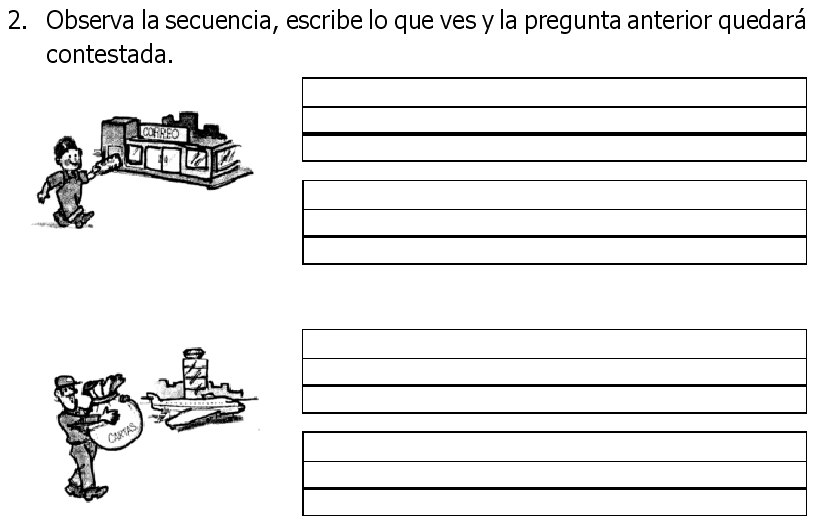 2. Observa la secuencia, escribe lo que ves y la pregunta anterior quedará
contestada.
CORREO
CARTAS